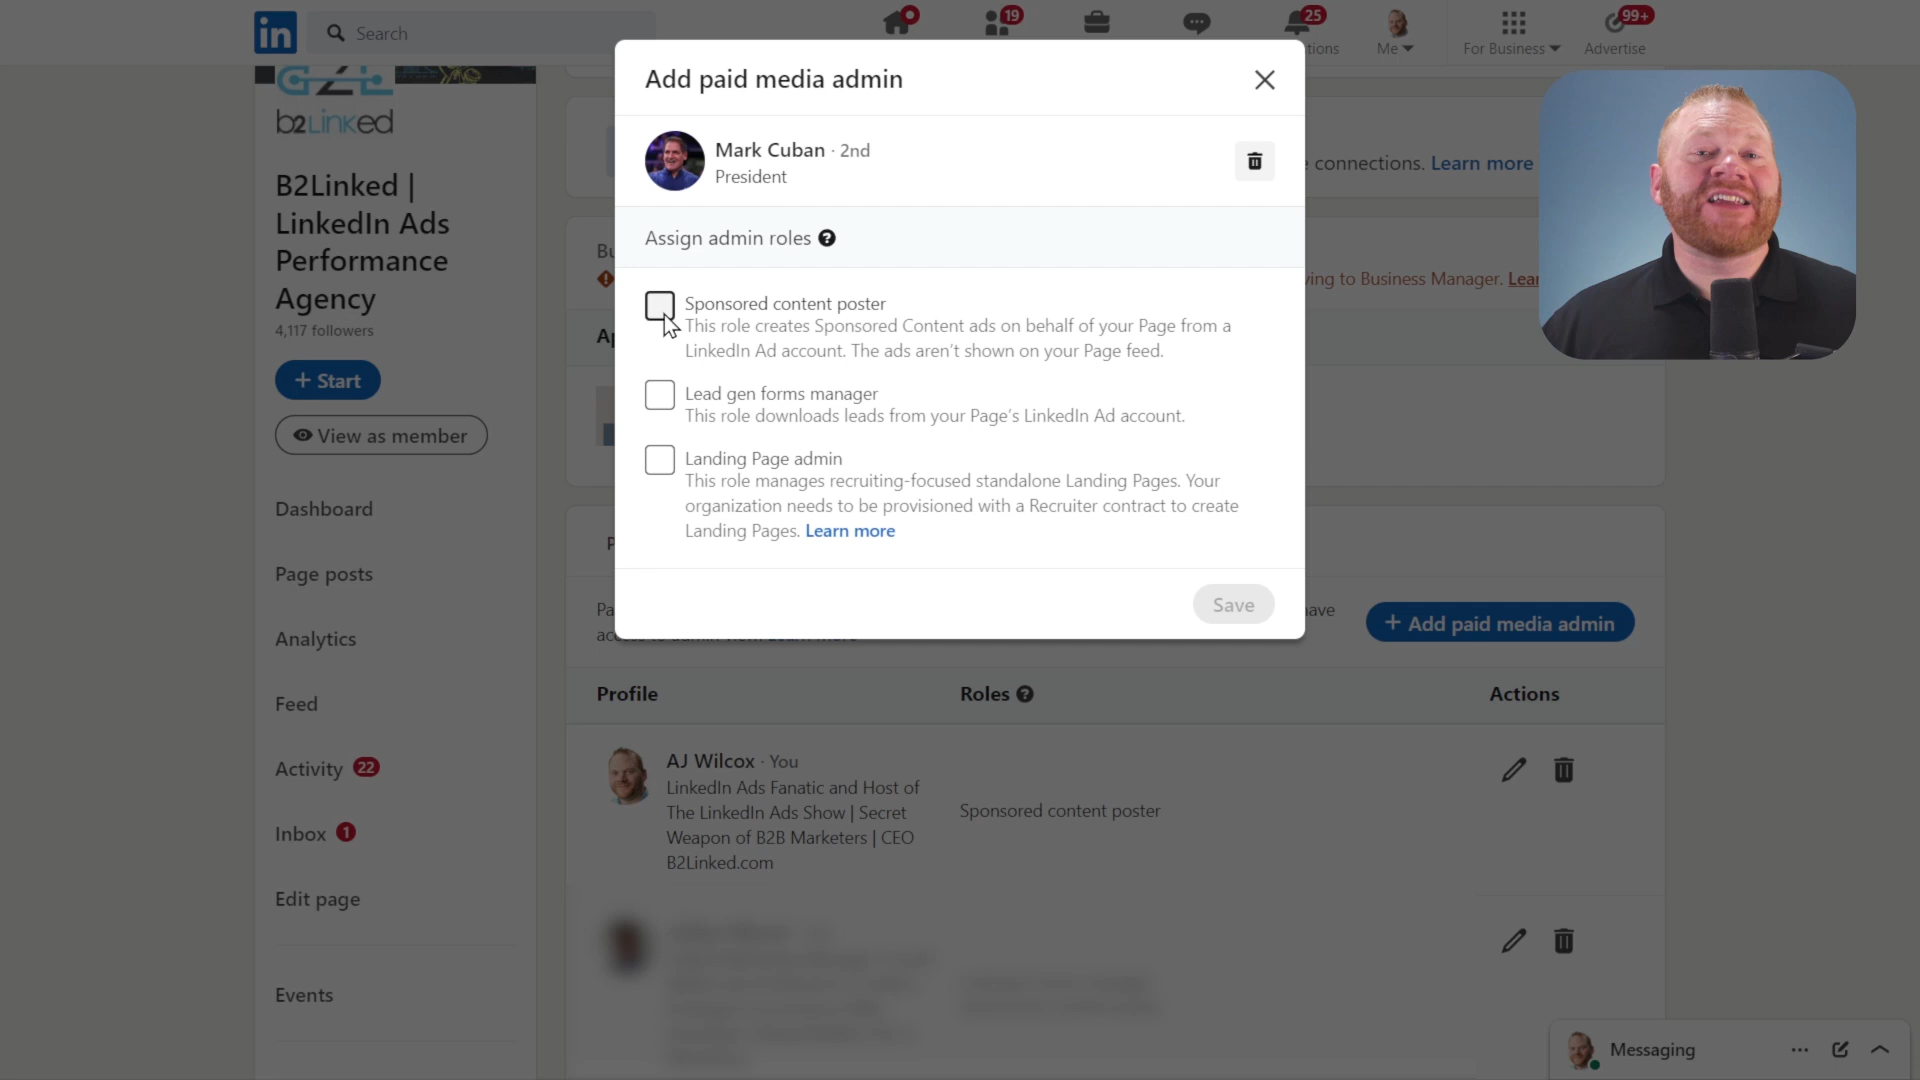 in
Search
19
25
99+
tions
Me
For Business
Advertise
Add paid media admin
b2Linked
Mark Cuban · 2nd
President
connections. Learn more
B2Linked |
LinkedIn Ads
Performance
Agency
4,117 followers
Assign admin roles
ving to Business Manager.
Sponsored content poster
This role creates Sponsored Content ads on behalf of your Page from a
LinkedIn Ad account. The ads aren't shown on your Page feed.
+ Start
View as member
Lead gen forms manager
This role downloads leads from your Page's LinkedIn Ad account.
Landing Page admin
This role manages recruiting-focused standalone Landing Pages. Your
organization needs to be provisioned with a Recruiter contract to create
Landing Pages. Learn more
Save
Dashboard
Page posts
Analytics
Feed
Activity 22
Inbox 1
Edit page
Events
have
+ Add paid media admin
Profile
Roles
Actions
AJ Wilcox · You
LinkedIn Ads Fanatic and Host of
The LinkedIn Ads Show | Secret
Weapon of B2B Marketers | CEO
B2Linked.com
Sponsored content poster
Messaging